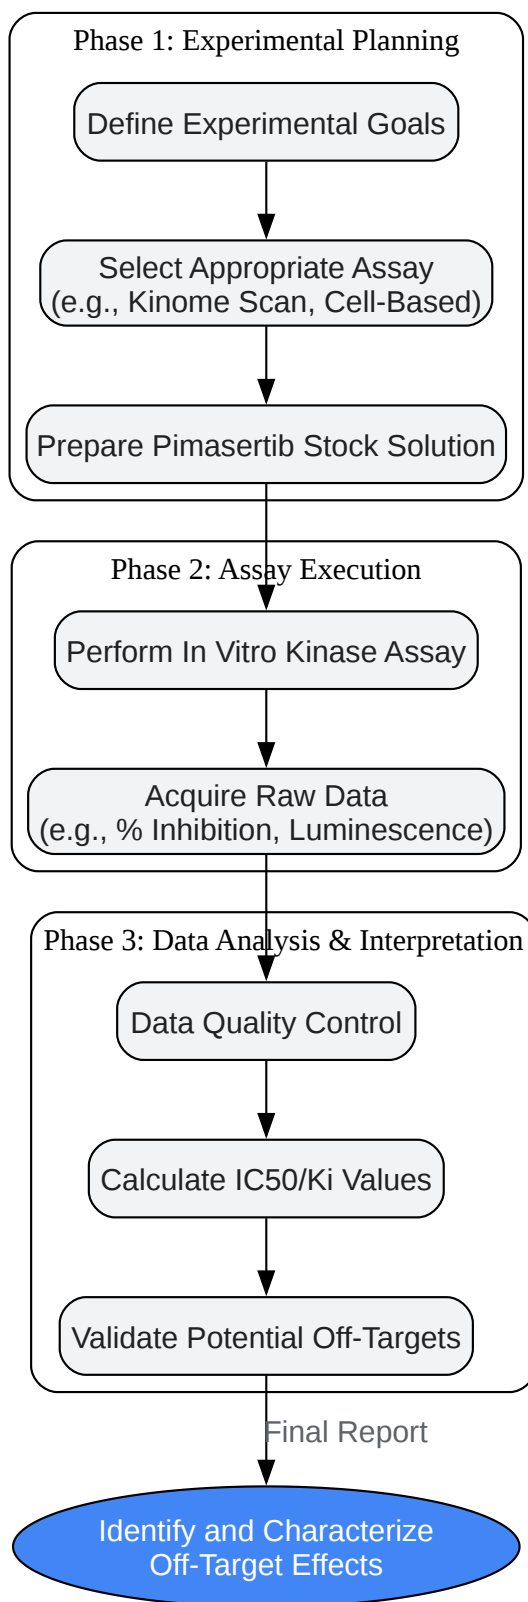 Phase 1: Experimental Planning
Define Experimental Goals
Select Appropriate Assay
(e.g., Kinome Scan, Cell-Based)
Prepare Pimasertib Stock Solution
Phase 2: Assay Execution
Perform In Vitro Kinase Assay
Acquire Raw Data
(e.g., % Inhibition, Luminescence)
Phase 3: Data Analysis & Interpretation
Data Quality Control
Calculate IC50/Ki Values
Validate Potential Off-Targets
Final Report
Identify and Characterize
Off-Target Effects